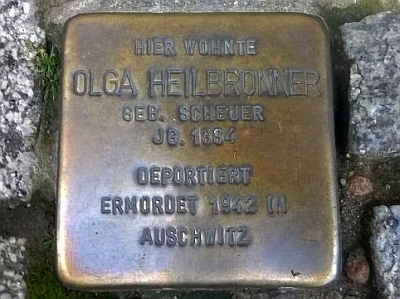 HIER WOHNTE
OLGA HEILBRONNER
GEB. SCHEUER
JG. 1884
DEPORTIERT
ERMORDET 1942 IN
AUSCHWITZ